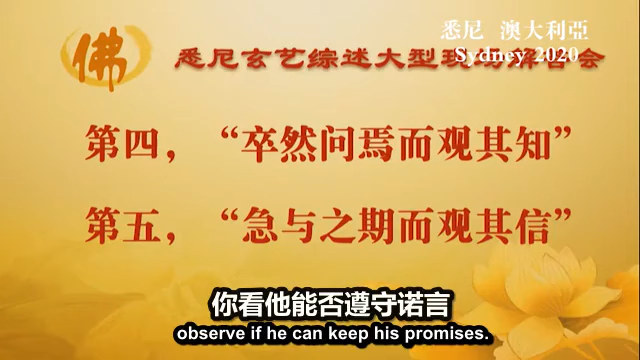 悉尼 澳大利亞
Sydney 2020
佛
悉尼玄艺综述大型现场解答会
第四，“卒然问焉而观其知”
第五，“急与之期而观其信”
你看他能否遵守诺言
observe if he can keep his promises.